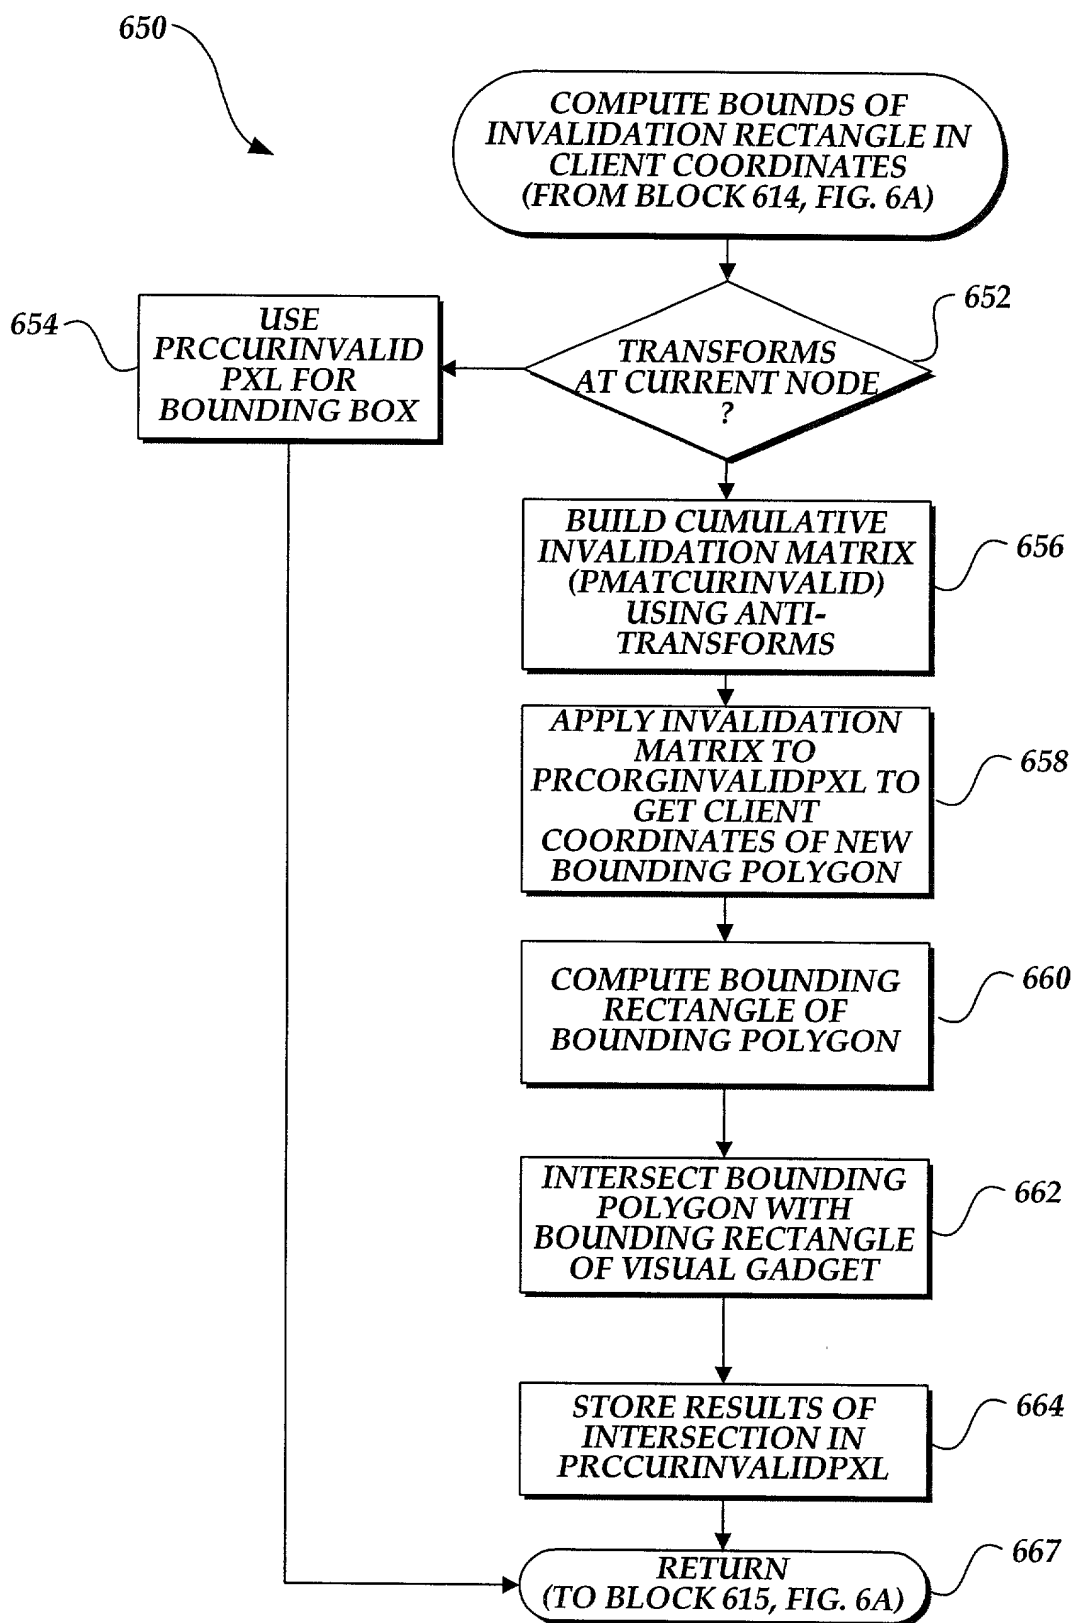 650
COMPUTE BOUNDS OF
INVALIDATION RECTANGLE IN
CLIENT COORDINATES
(FROM BLOCK 614, FIG. 6A)
652
TRANSFORMS
AT CURRENT NODE
?
654
USE
PRCCURINVALID
PXL FOR
BOUNDING BOX
BUILD CUMULATIVE
INVALIDATION MATRIX
(PMATCURINVALID)
USING ANTI-
TRANSFORMS
656
APPLY INVALIDATION
MATRIX TO
PRCORGINVALIDPXL TO
GET CLIENT
COORDINATES OF NEW
BOUNDING POLYGON
658
COMPUTE BOUNDING
RECTANGLE OF
BOUNDING POLYGON
660
INTERSECT BOUNDING
POLYGON WITH
BOUNDING RECTANGLE
OF VISUAL GADGET
662
STORE RESULTS OF
INTERSECTION IN
PRCCURINVALIDPXL
664
RETURN
(TO BLOCK 615, FIG. 6A)
667